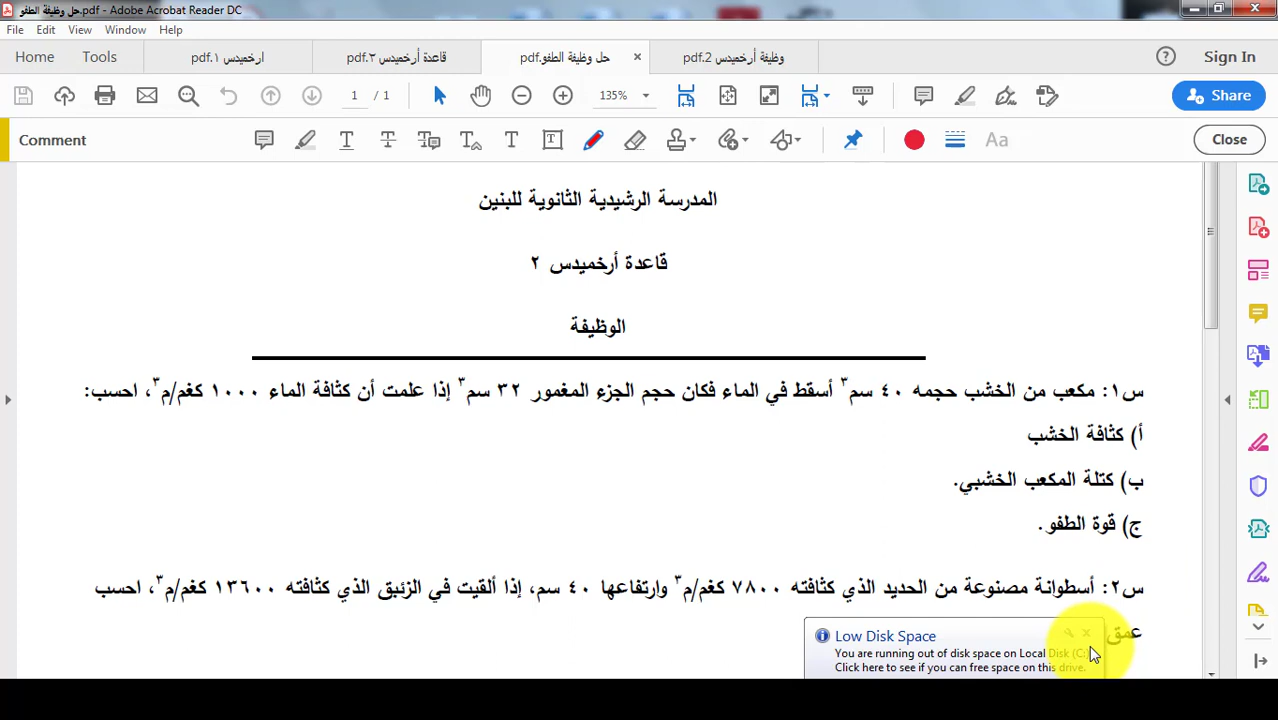 حل وظيفة الطفو.pdf - Adobe Acrobat Reader DC
File Edit View Window Help
Home Tools ارخميدس ١.pdf قاعدة أرخميدس ٣.pdf حل وظيفة الطفو.pdf وظيفة أرخميدس 2.pdf Sign In
1 / 1 135% Share
Comment Aa Close
المدرسة الرشيدية الثانوية للبنين
قاعدة أرخميدس ٢
الوظيفة
س١: مكعب من الخشب حجمه ٤٠ سم٣ أسقط في الماء فكان حجم الجزء المغمور ٣٢ سم٣ إذا علمت أن كثافة الماء ١٠٠٠ كغم/م٣، احسب:
أ) كثافة الخشب
ب) كتلة المكعب الخشبي.
ج) قوة الطفو.
س٢: أسطوانة مصنوعة من الحديد الذي كثافته ٧٨٠٠ كغم/م٣ وارتفاعها ٤٠ سم، إذا ألقيت في الزئبق الذي كثافته ١٣٦٠٠ كغم/م٣، احسب
عمق
Low Disk Space
You are running out of disk space on Local Disk (C:).
Click here to see if you can free space on this drive.